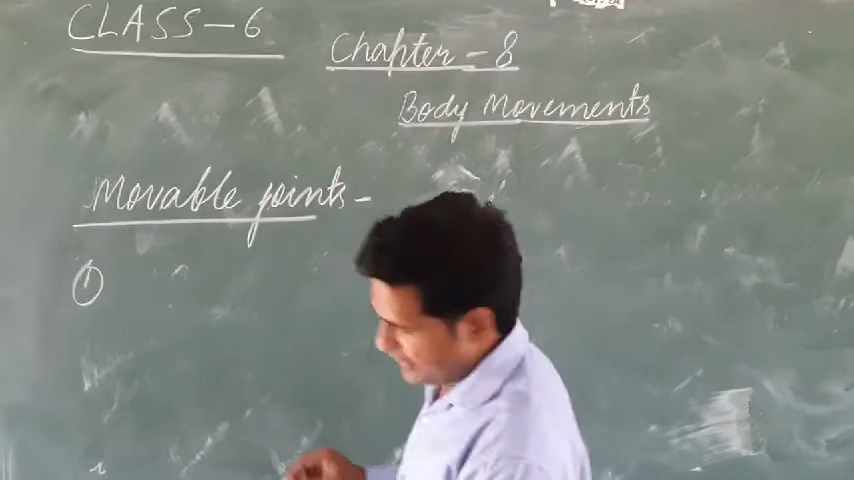 CLASS - 6
Chapter - 8
Body Movements
Movable joints -
①